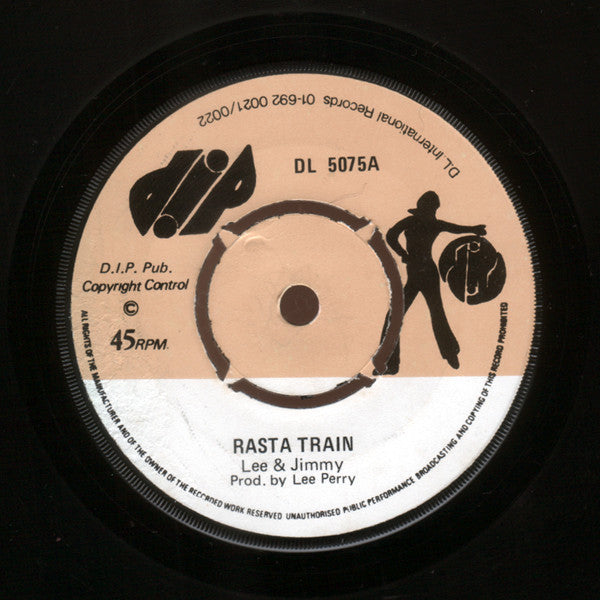 DL International Records 01-692 0021/0022
dip
DL 5075A
D.I.P. Pub.
Copyright Control
©
45RPM
RASTA TRAIN
Lee & Jimmy
Prod. by Lee Perry
ALL RIGHTS OF THE MANUFACTURER AND OF THE OWNER OF THE RECORDED WORK RESERVED UNAUTHORISED PUBLIC PERFORMANCE BROADCASTING AND COPYING OF THIS RECORD PROHIBITED